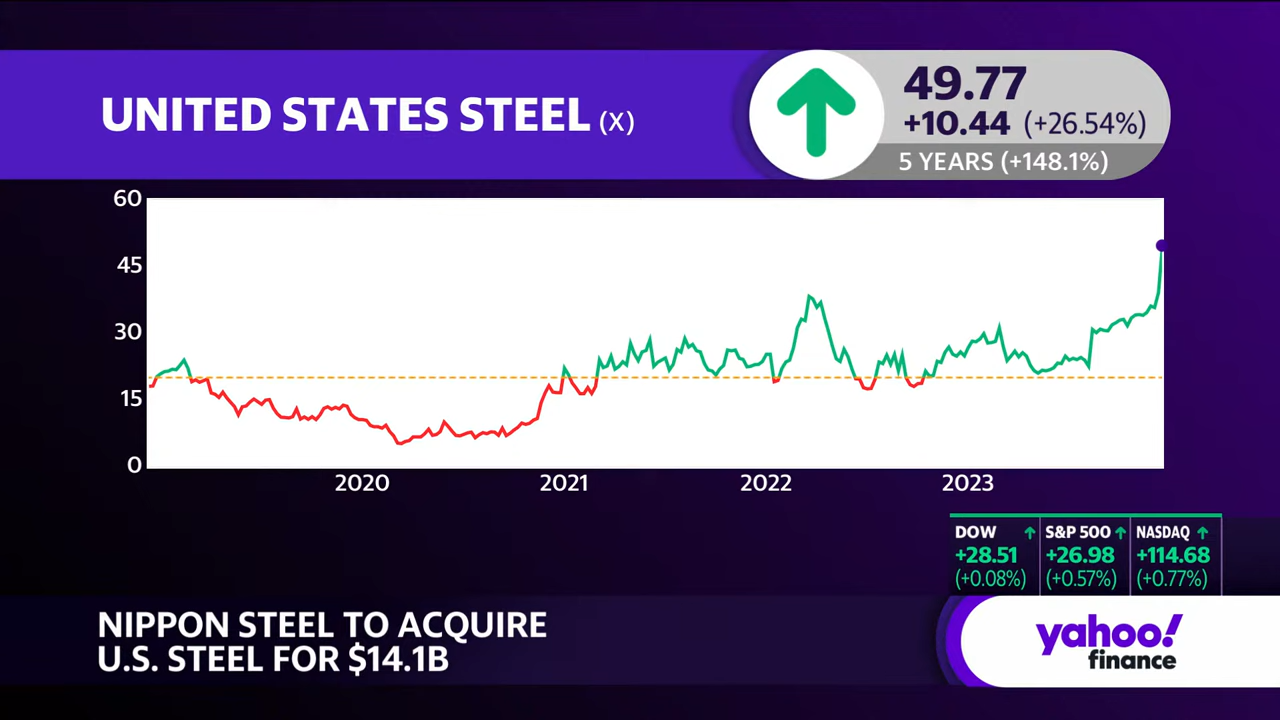 UNITED STATES STEEL (X)
49.77
+10.44 (+26.54%)
5 YEARS (+148.1%)
60
45
30
15
0
2020 2021 2022 2023
DOW S&P 500 NASDAQ
+28.51 +26.98 +114.68
(+0.08%) (+0.57%) (+0.77%)
NIPPON STEEL TO ACQUIRE
U.S. STEEL FOR $14.1B
yahoo!
finance